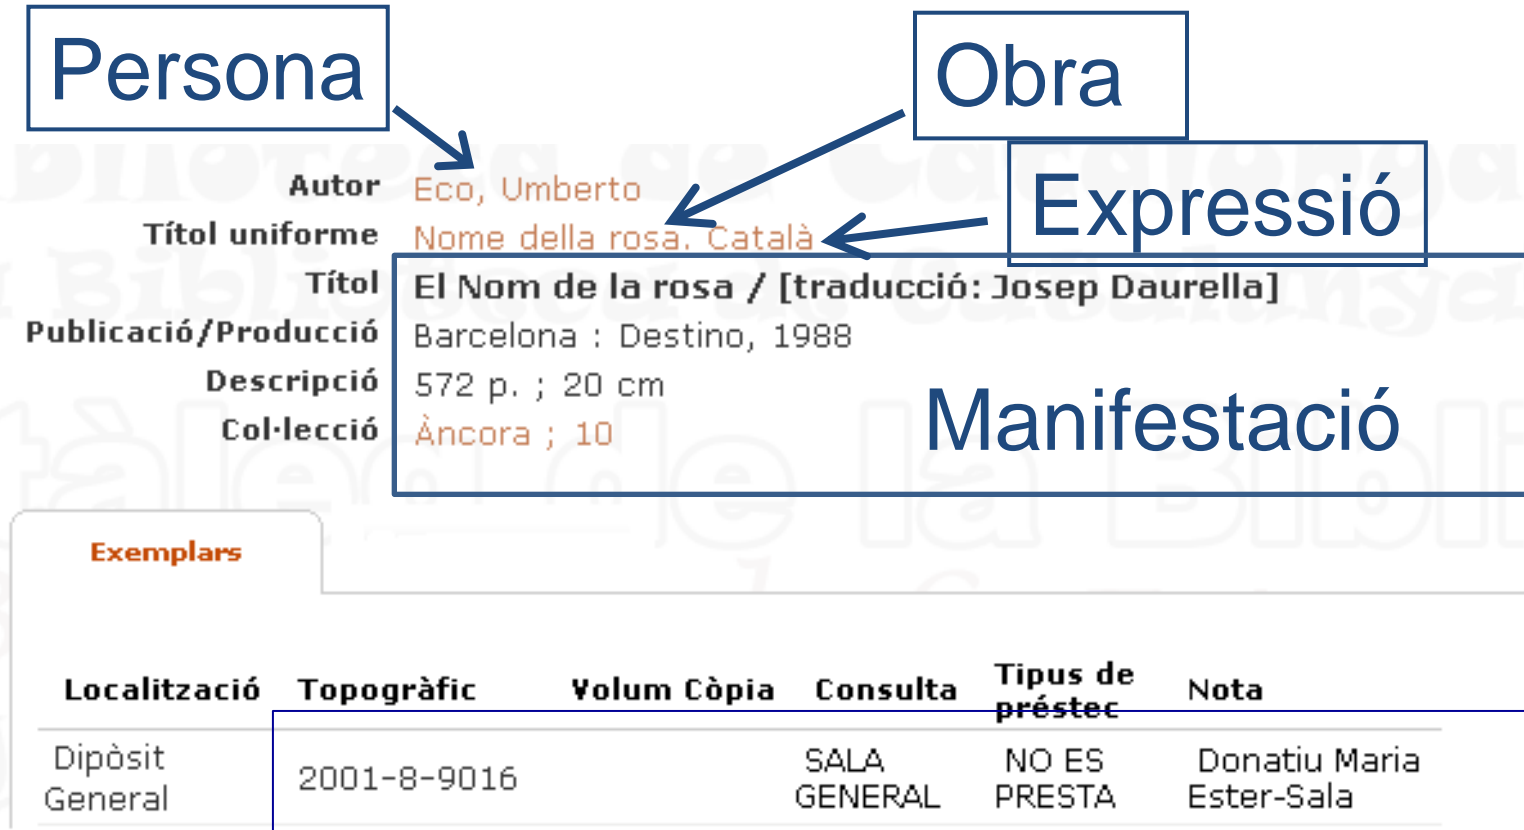 Persona
Obra
Expressió
Autor Eco, Umberto
Títol uniforme Nome della rosa. Català
Títol El Nom de la rosa / [traducció: Josep Daurella]
Publicació/Producció Barcelona : Destino, 1988
Descripció 572 p. ; 20 cm
Col·lecció Àncora ; 10
Manifestació
Exemplars
Localització Topogràfic Volum Còpia Consulta Tipus de préstec Nota
Dipòsit General 2001-8-9016 SALA GENERAL NO ES PRESTA Donatiu Maria Ester-Sala